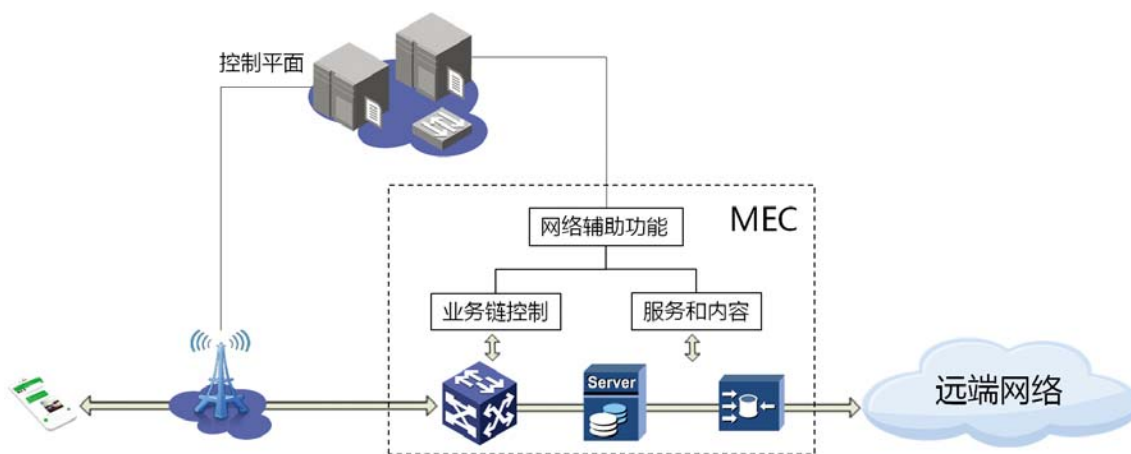 控制平面
MEC
网络辅助功能
业务链控制
服务和内容
Server
远端网络